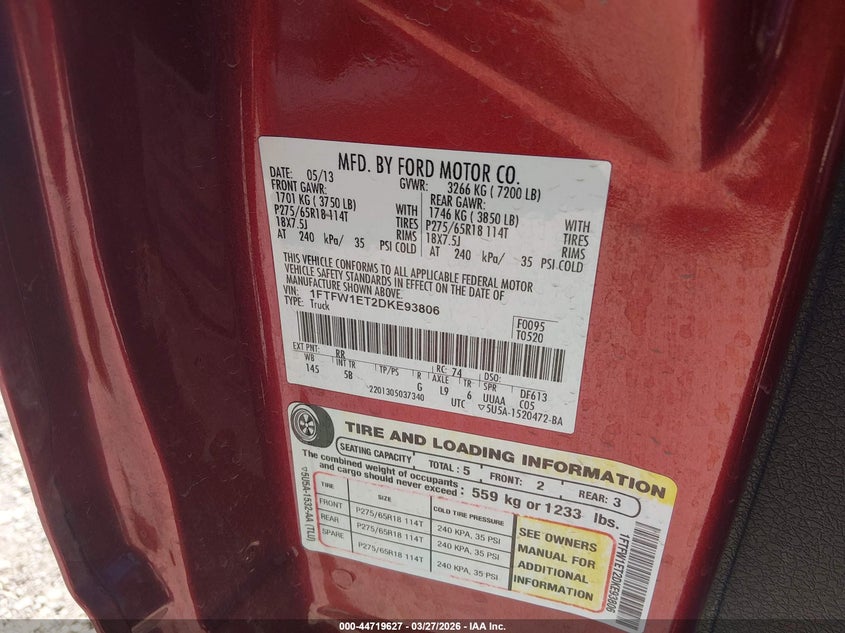 MFD. BY FORD MOTOR CO.
DATE: 05/13 GVWR: 3266 KG ( 7200 LB)
FRONT GAWR: REAR GAWR:
1701 KG ( 3750 LB) WITH 1746 KG ( 3850 LB) WITH
P275/65R18 114T TIRES P275/65R18 114T TIRES
18X7.5J RIMS 18X7.5J RIMS
AT 240 kPa/ 35 PSI COLD AT 240 kPa/ 35 PSI COLD
THIS VEHICLE CONFORMS TO ALL APPLICABLE FEDERAL MOTOR
VEHICLE SAFETY STANDARDS IN EFFECT ON THE DATE OF
MANUFACTURE SHOWN ABOVE.
VIN: 1FTFW1ET2DKE93806
TYPE: Truck
F0095
T0520
EXT PNT: RR RC: 74 DSO:
WB INT TR TP/PS R AXLE TR SPR DF613
145 5B G L9 6 UUAA C05
2201305037340 UTC ▽5U5A-1520472-BA
TIRE AND LOADING INFORMATION
SEATING CAPACITY TOTAL : 5 FRONT: 2 REAR: 3
The combined weight of occupants
and cargo should never exceed : 559 kg or 1233 lbs.
TIRE SIZE COLD TIRE PRESSURE
FRONT P275/65R18 114T 240 KPA, 35 PSI
REAR P275/65R18 114T 240 KPA, 35 PSI
SPARE P275/65R18 114T 240 KPA, 35 PSI
SEE OWNERS
MANUAL FOR
ADDITIONAL
INFORMATION
▽5U5A-1532-AA (TLU)
1FTFW1ET2DKE93806
000-44719627 - 03/27/2026 - IAA Inc.